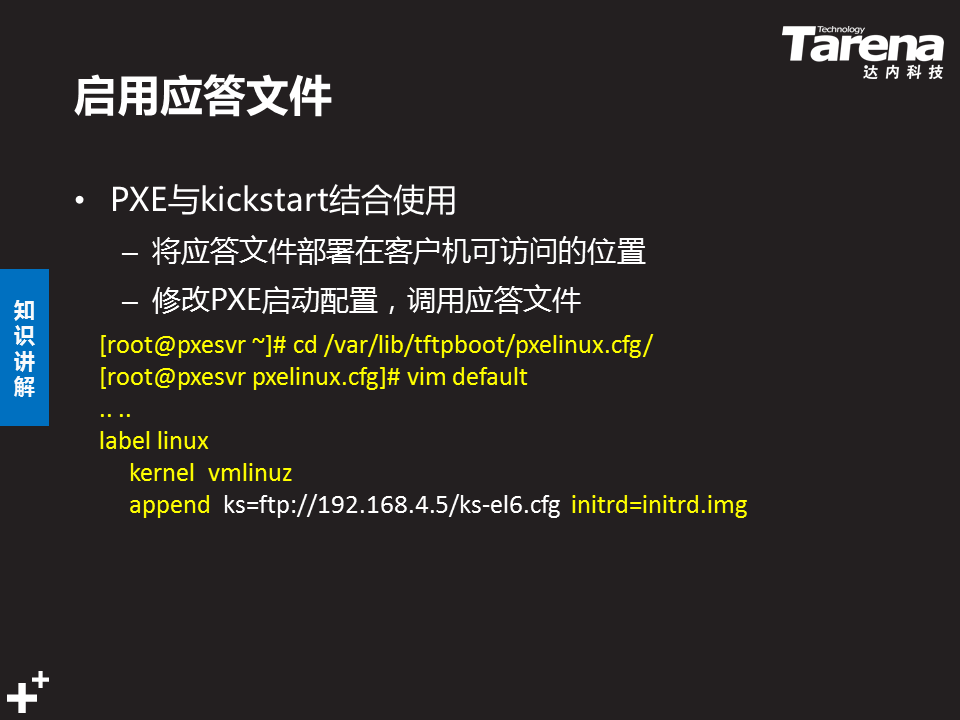 Technology
Tarena
达内科技
启用应答文件
• PXE与kickstart结合使用
– 将应答文件部署在客户机可访问的位置
– 修改PXE启动配置，调用应答文件
知识讲解
[root@pxesvr ~]# cd /var/lib/tftpboot/pxelinux.cfg/
[root@pxesvr pxelinux.cfg]# vim default
.. ..
label linux
kernel vmlinuz
append ks=ftp://192.168.4.5/ks-el6.cfg initrd=initrd.img